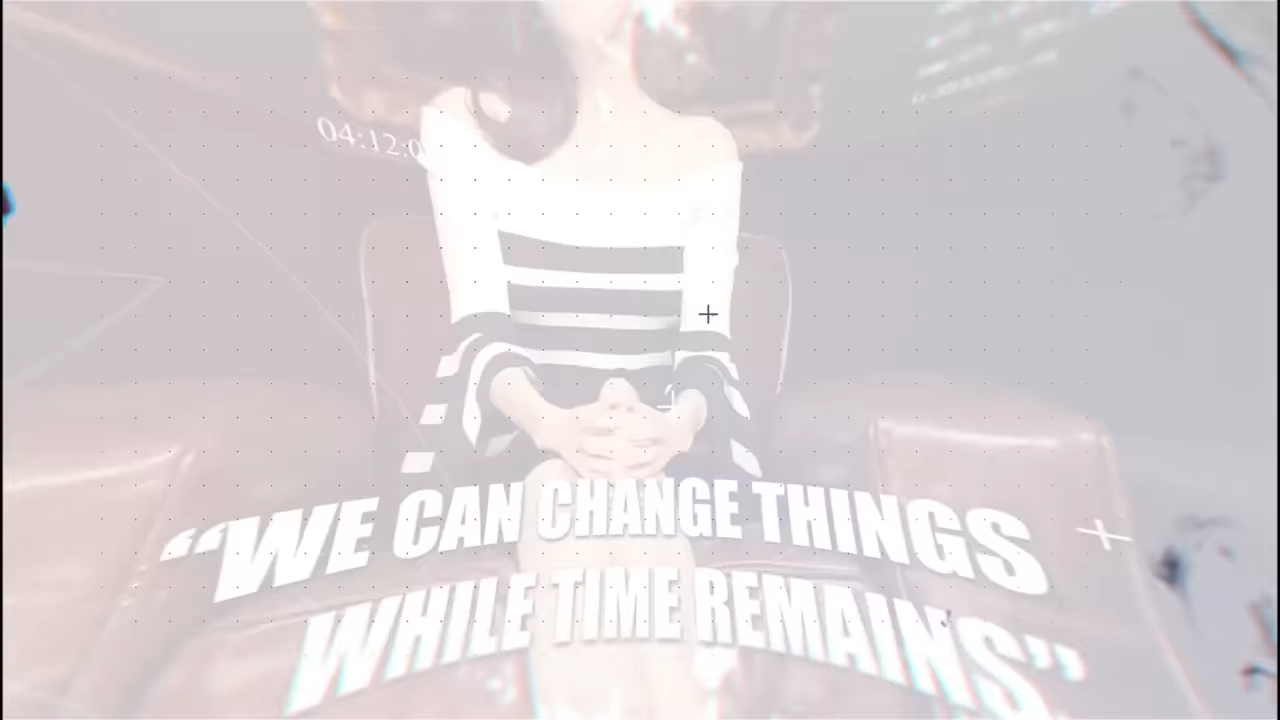 04:12:0
“WE CAN CHANGE THINGS
WHILE TIME REMAINS”